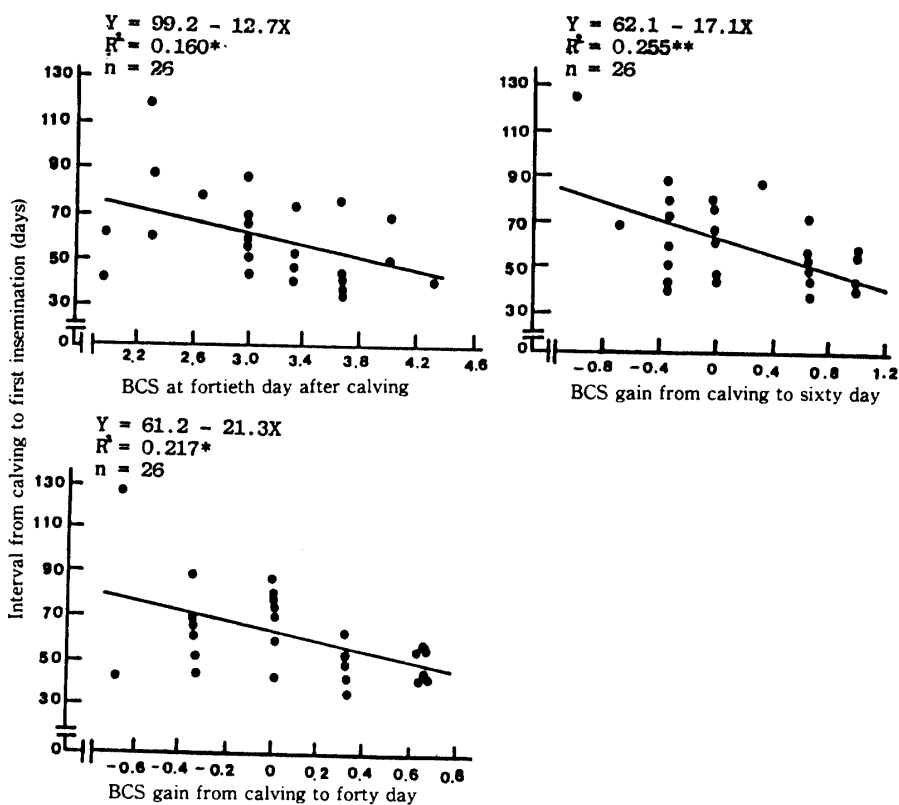 Y = 99.2 - 12.7X
R² = 0.160*
n = 26
130
110
90
70
50
30
0
2.2 2.6 3.0 3.4 3.8 4.2 4.6
BCS at fortieth day after calving
Y = 62.1 - 17.1X
R² = 0.255**
n = 26
130
110
90
70
50
30
0
-0.8 -0.4 0 0.4 0.8 1.2
BCS gain from calving to sixty day
Interval from calving to first insemination (days)
Y = 61.2 - 21.3X
R² = 0.217*
n = 26
130
110
90
70
50
30
0
-0.6 -0.4 -0.2 0 0.2 0.4 0.6 0.8
BCS gain from calving to forty day